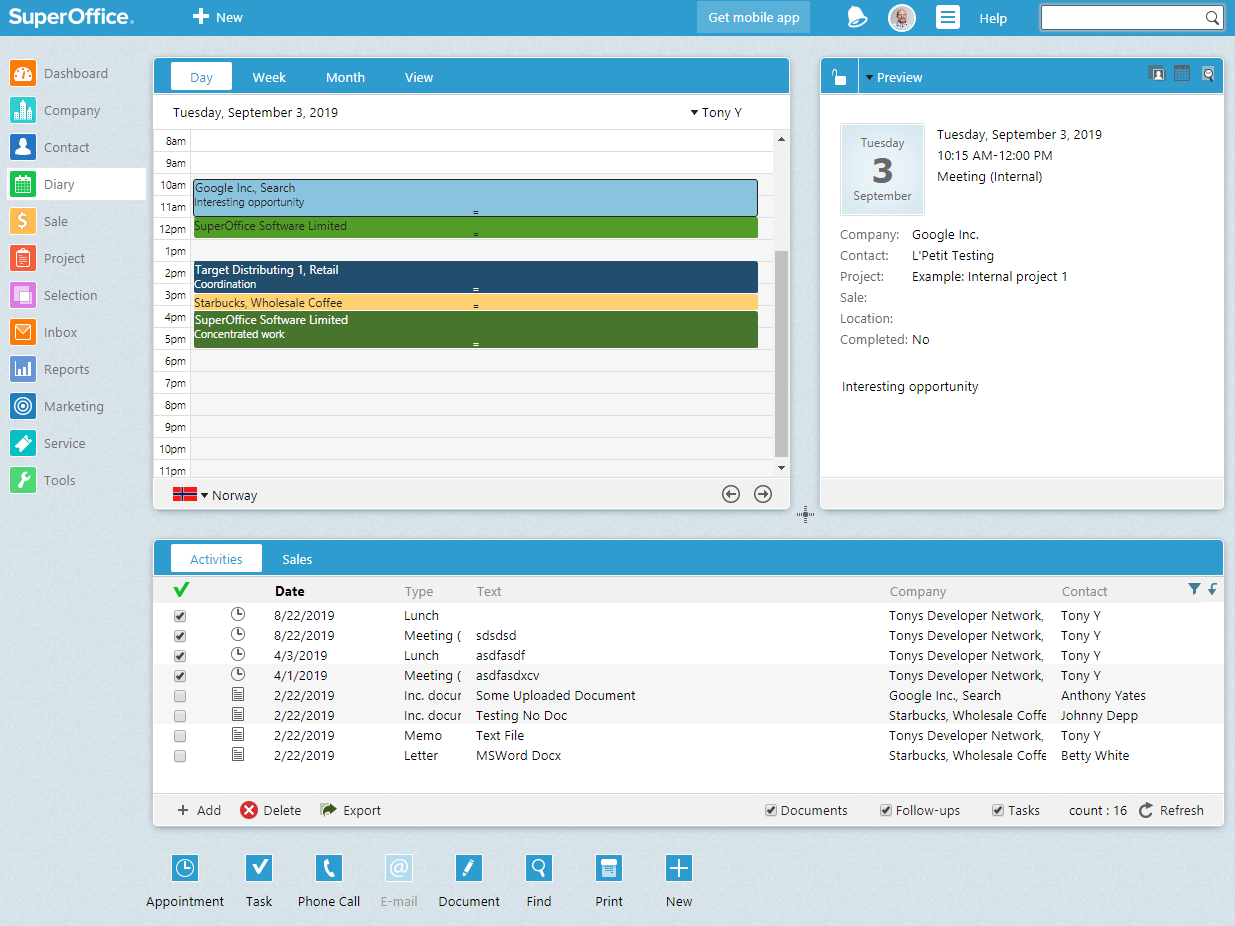 SuperOffice.
New
Get mobile app
Help
Dashboard
Company
Contact
Diary
Sale
Project
Selection
Inbox
Reports
Marketing
Service
Tools
Day Week Month View
Tuesday, September 3, 2019 Tony Y
8am
9am
10am
11am
12pm
1pm
2pm
3pm
4pm
5pm
6pm
7pm
8pm
9pm
10pm
11pm
Google Inc., Search
Interesting opportunity
SuperOffice Software Limited
Target Distributing 1, Retail
Coordination
Starbucks, Wholesale Coffee
SuperOffice Software Limited
Concentrated work
Norway
Preview
Tuesday
3
September
Tuesday, September 3, 2019
10:15 AM-12:00 PM
Meeting (Internal)
Company: Google Inc.
Contact: L'Petit Testing
Project: Example: Internal project 1
Sale:
Location:
Completed: No
Interesting opportunity
Activities Sales
Date Type Text Company Contact
8/22/2019 Lunch Tonys Developer Network, Tony Y
8/22/2019 Meeting ( sdsdsd Tonys Developer Network, Tony Y
4/3/2019 Lunch asdfasdf Tonys Developer Network, Tony Y
4/1/2019 Meeting ( asdfasdxcv Tonys Developer Network, Tony Y
2/22/2019 Inc. docur Some Uploaded Document Google Inc., Search Anthony Yates
2/22/2019 Inc. docur Testing No Doc Starbucks, Wholesale Coffe Johnny Depp
2/22/2019 Memo Text File Tonys Developer Network, Tony Y
2/22/2019 Letter MSWord Docx Starbucks, Wholesale Coffe Betty White
Add Delete Export Documents Follow-ups Tasks count : 16 Refresh
Appointment Task Phone Call E-mail Document Find Print New